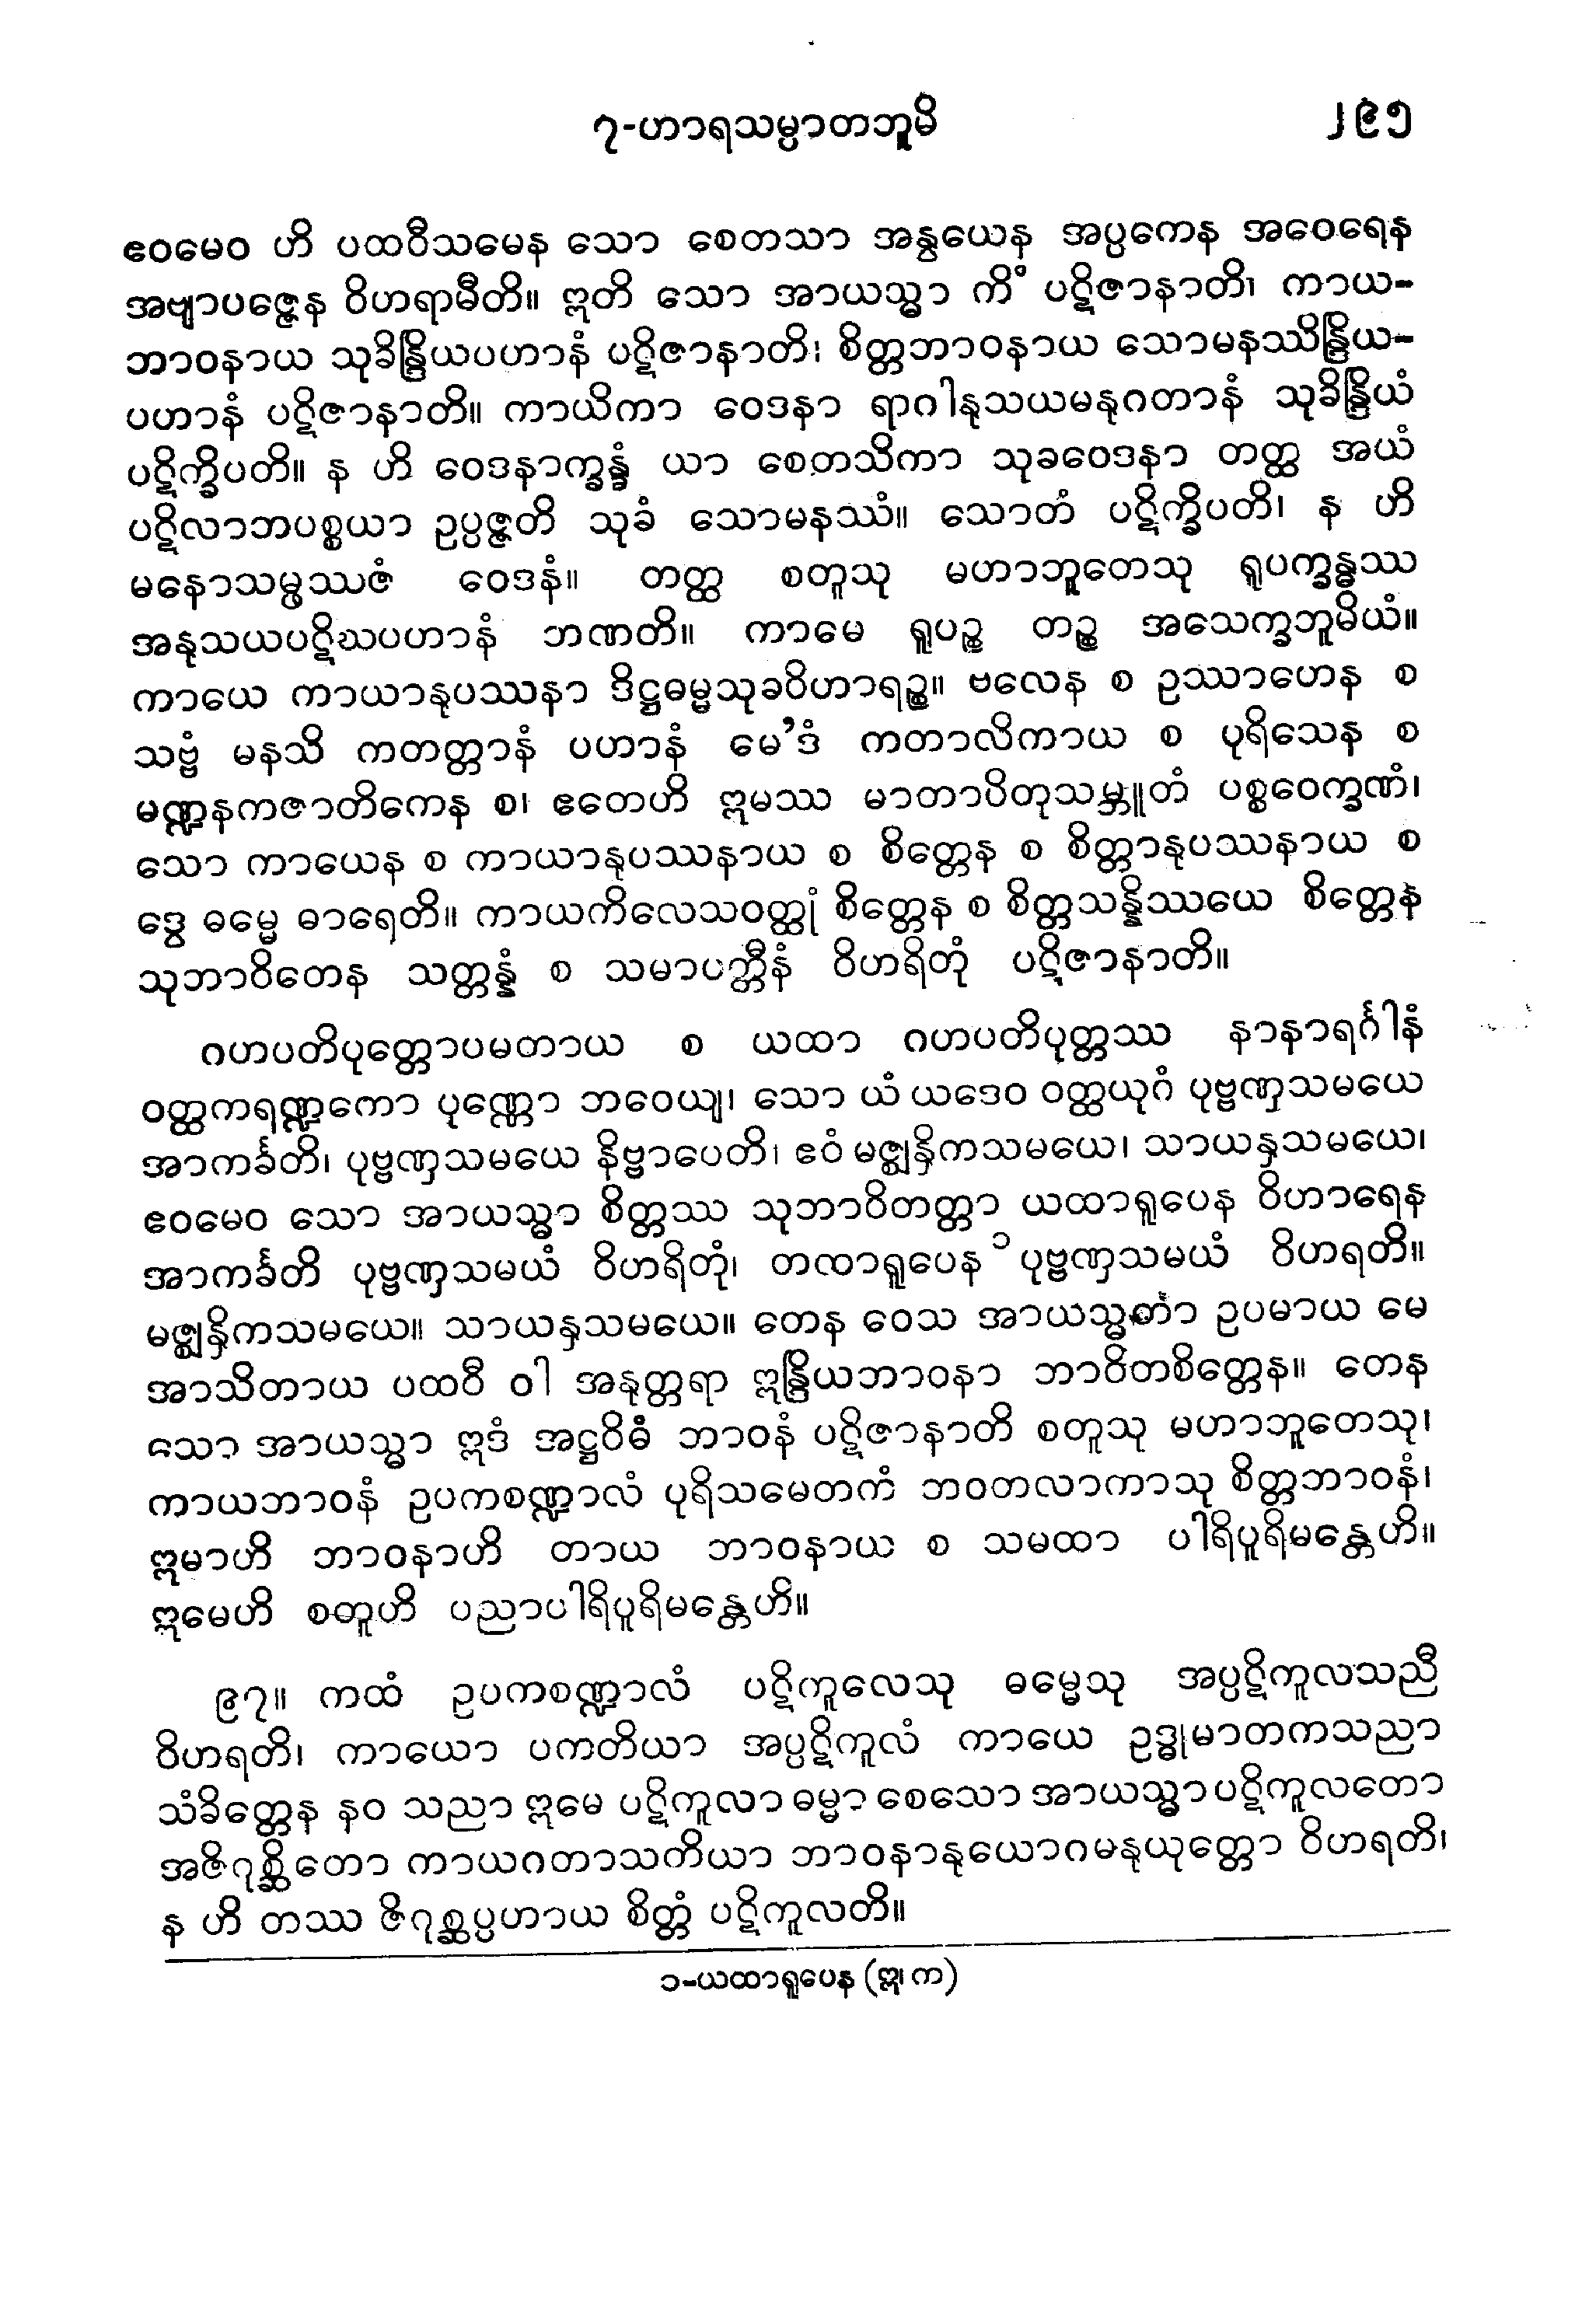 ၇-ဟာရသမ္ပာတဘူမိ ၂၉၅
ဧဝမေဝ ဟိ ပထဝီသမေန သော စေတသာ အနွယေန အပ္ပကေန အဝေရေန
အဗျာပဇ္ဇေန ဝိဟရာမီတိ။ ဣတိ သော အာယသ္မာ ကိံ ပဋိဇာနာတိ၊ ကာယ-
ဘာဝနာယ သုခိန္ဒြိယပဟာနံ ပဋိဇာနာတိ၊ စိတ္တဘာဝနာယ သောမနဿိန္ဒြိယ-
ပဟာနံ ပဋိဇာနာတိ။ ကာယိကာ ဝေဒနာ ရာဂါနုသယမနုဂတာနံ သုခိန္ဒြိယံ
ပဋိက္ခိပတိ။ န ဟိ ဝေဒနာက္ခန္ဓံ ယာ စေတသိကာ သုခဝေဒနာ တတ္ထ အယံ
ပဋိလာဘပစ္စယာ ဥပ္ပဇ္ဇတိ သုခံ သောမနဿံ။ သောတံ ပဋိက္ခိပတိ၊ န ဟိ
မနောသမ္ဖဿဇံ ဝေဒနံ။ တတ္ထ စတူသု မဟာဘူတေသု ရူပက္ခန္ဓဿ
အနုသယပဋိဃပဟာနံ ဘဏတိ။ ကာမေ ရူပဉ္စ တဉ္စ အသေက္ခဘူမိယံ။
ကာယေ ကာယာနုပဿနာ ဒိဋ္ဌဓမ္မသုခဝိဟာရဉ္စ။ ဗလေန စ ဥဿာဟေန စ
သဗ္ဗံ မနသိ ကတတ္တာနံ ပဟာနံ မေ’ဒံ ကတာလိကာယ စ ပုရိသေန စ
မဏ္ဍနကဇာတိကေန စ၊ ဧတေဟိ ဣမဿ မာတာပိတုသမ္ဘူတံ ပစ္စဝေက္ခဏံ၊
သော ကာယေန စ ကာယာနုပဿနာယ စ စိတ္တေန စ စိတ္တာနုပဿနာယ စ
ဒွေ ဓမ္မေ ဓာရေတိ။ ကာယကိလေသဝတ္ထုံ စိတ္တေန စ စိတ္တသန္နိဿယေ စိတ္တေန
သုဘာဝိတေန သတ္တန္နံ စ သမာပတ္တီနံ ဝိဟရိတုံ ပဋိဇာနာတိ။
ဂဟပတိပုတ္တောပမတာယ စ ယထာ ဂဟပတိပုတ္တဿ နာနာရင်္ဂါနံ
ဝတ္ထကရဏ္ဍကော ပုဏ္ဏော ဘဝေယျ၊ သော ယံ ယဒေဝ ဝတ္ထယုဂံ ပုဗ္ဗဏှသမယေ
အာကင်္ခတိ၊ ပုဗ္ဗဏှသမယေ နိဗ္ဗာပေတိ၊ ဧဝံ မဇ္ဈနှိကသမယေ၊ သာယနှသမယေ၊
ဧဝမေဝ သော အာယသ္မာ စိတ္တဿ သုဘာဝိတတ္တာ ယထာရူပေန ဝိဟာရေန
အာကင်္ခတိ ပုဗ္ဗဏှသမယံ ဝိဟရိတုံ၊ တထာရူပေန ၁ ပုဗ္ဗဏှသမယံ ဝိဟရတိ။
မဇ္ဈနှိကသမယေ။ သာယနှသမယေ။ တေန ဝေသ အာယသ္မတာ ဥပမာယ မေ
အာသိတာယ ပထဝီ ဝါ အနုတ္တရာ ဣန္ဒြိယဘာဝနာ ဘာဝိတစိတ္တေန။ တေန
သော အာယသ္မာ ဣဒံ အဋ္ဌဝိဓံ ဘာဝနံ ပဋိဇာနာတိ စတူသု မဟာဘူတေသု၊
ကာယဘာဝနံ ဥပကစဏ္ဍာလံ ပုရိသမေတကံ ဘဝတလာကာသု စိတ္တဘာဝနံ၊
ဣမာဟိ ဘာဝနာဟိ တာယ ဘာဝနာယ စ သမထာ ပါရိပူရိမန္တေဟိ။
ဣမေဟိ စတူဟိ ပညာပါရိပူရိမန္တေဟိ။
၉၇။ ကထံ ဥပကစဏ္ဍာလံ ပဋိကူလေသု ဓမ္မေသု အပ္ပဋိကူလသညီ
ဝိဟရတိ၊ ကာယော ပကတိယာ အပ္ပဋိကူလံ ကာယေ ဥဒ္ဓုမာတကသညာ
သံခိတ္တေန နဝ သညာ ဣမေ ပဋိကူလာ ဓမ္မာ စေသော အာယသ္မာ ပဋိကူလတော
အဇိဂုစ္ဆိတော ကာယဂတာသတိယာ ဘာဝနာနုယောဂမနုယုတ္တော ဝိဟရတိ၊
န ဟိ တဿ ဇိဂုစ္ဆပ္ပဟာယ စိတ္တံ ပဋိကူလတိ။
၁-ယထာရူပေန (ဣ၊ က)